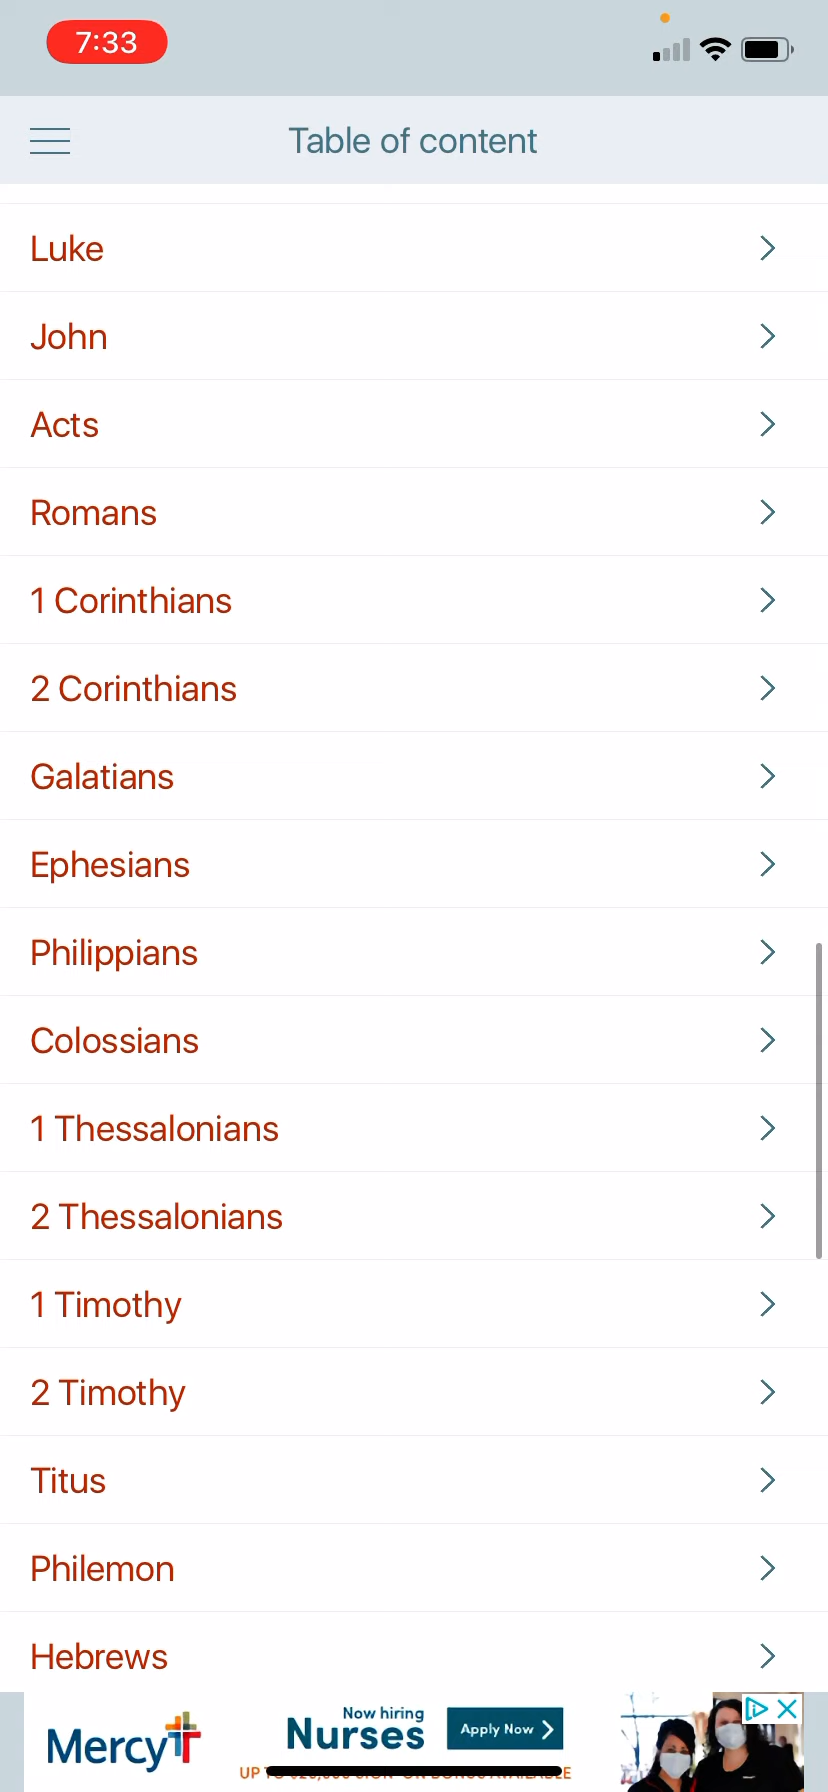 7:33
Table of content
Luke
John
Acts
Romans
1 Corinthians
2 Corinthians
Galatians
Ephesians
Philippians
Colossians
1 Thessalonians
2 Thessalonians
1 Timothy
2 Timothy
Titus
Philemon
Hebrews
Mercy
Now hiring
Nurses
Apply Now
UP